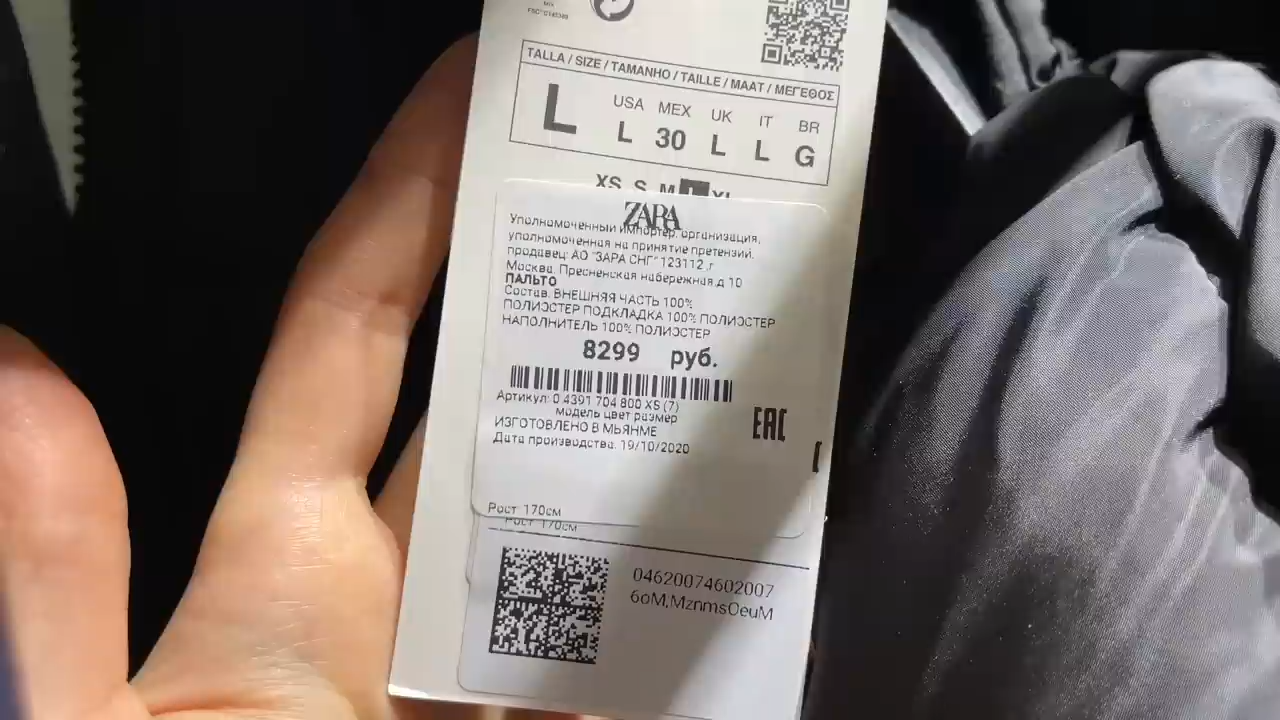 MIX
TALLA / SIZE / TAMANHO / TAILLE / MAAT / ΜΕΓΕΘΟΣ
USA MEX UK IT BR
L L 30 L L G
XS S M L XL
ZARA
Уполномоченный импортер, организация,
уполномоченная на принятие претензий,
продавец: АО "ЗАРА СНГ" 123112 ,г
Москва, Пресненская набережная,д 10
ПАЛЬТО
Состав: ВНЕШНЯЯ ЧАСТЬ 100%
ПОЛИЭСТЕР ПОДКЛАДКА 100% ПОЛИЭСТЕР
НАПОЛНИТЕЛЬ 100% ПОЛИЭСТЕР
8299 руб.
Артикул: 0 4391 704 800 XS (7)
модель цвет размер
ИЗГОТОВЛЕНО В МЬЯНМЕ
Дата производства: 19/10/2020
EAC
Рост: 170см
Рост: 170см
04620074602007
6oM,MznmsCeuM